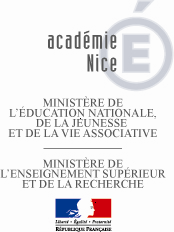 académie
Nice
É
MINISTÈRE DE
L'ÉDUCATION NATIONALE,
DE LA JEUNESSE
ET DE LA VIE ASSOCIATIVE
MINISTÈRE DE
L'ENSEIGNEMENT SUPÉRIEUR
ET DE LA RECHERCHE
Liberté • Égalité • Fraternité
RÉPUBLIQUE FRANÇAISE